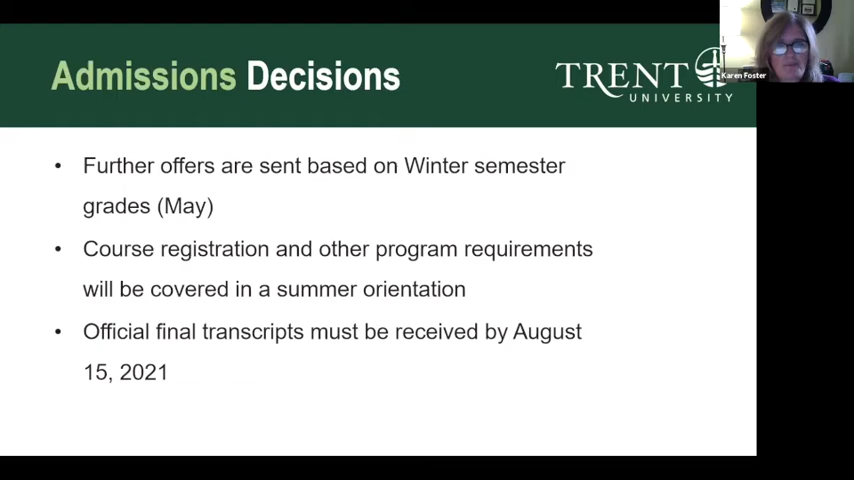 Admissions Decisions
TRENT
UNIVERSITY
Karen Foster
• Further offers are sent based on Winter semester
grades (May)
• Course registration and other program requirements
will be covered in a summer orientation
• Official final transcripts must be received by August
15, 2021